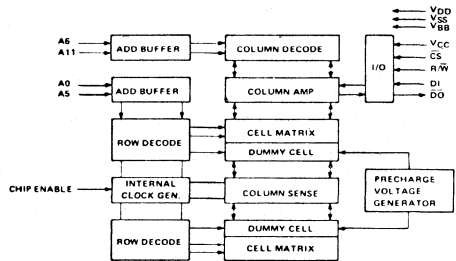 VDD
VSS
VBB
A6
A11
ADD BUFFER
COLUMN DECODE
I/O
VCC
C̅S̅
R/W̅
DI
D̅O̅
A0
A5
ADD BUFFER
COLUMN AMP
ROW DECODE
CELL MATRIX
DUMMY CELL
CHIP ENABLE
INTERNAL
CLOCK GEN.
COLUMN SENSE
PRECHARGE
VOLTAGE
GENERATOR
ROW DECODE
DUMMY CELL
CELL MATRIX